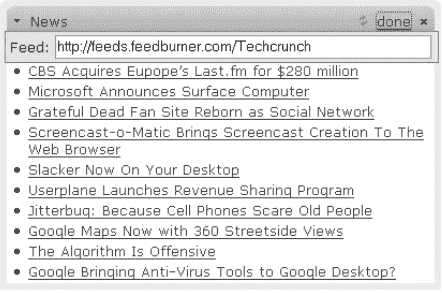 News done
Feed: http://feeds.feedburner.com/Techcrunch
CBS Acquires Eupope's Last.fm for $280 million
Microsoft Announces Surface Computer
Grateful Dead Fan Site Reborn as Social Network
Screencast-o-Matic Brings Screencast Creation To The
Web Browser
Slacker Now On Your Desktop
Userplane Launches Revenue Sharing Program
Jitterbug: Because Cell Phones Scare Old People
Google Maps Now with 360 Streetside Views
The Algorithm Is Offensive
Google Bringing Anti-Virus Tools to Google Desktop?